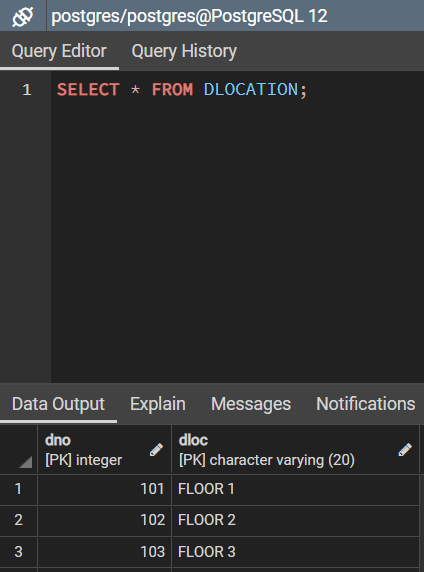 postgres/postgres@PostgreSQL 12
Query Editor Query History
1 SELECT * FROM DLOCATION;
Data Output Explain Messages Notifications
dno dloc
[PK] integer [PK] character varying (20)
1 101 FLOOR 1
2 102 FLOOR 2
3 103 FLOOR 3